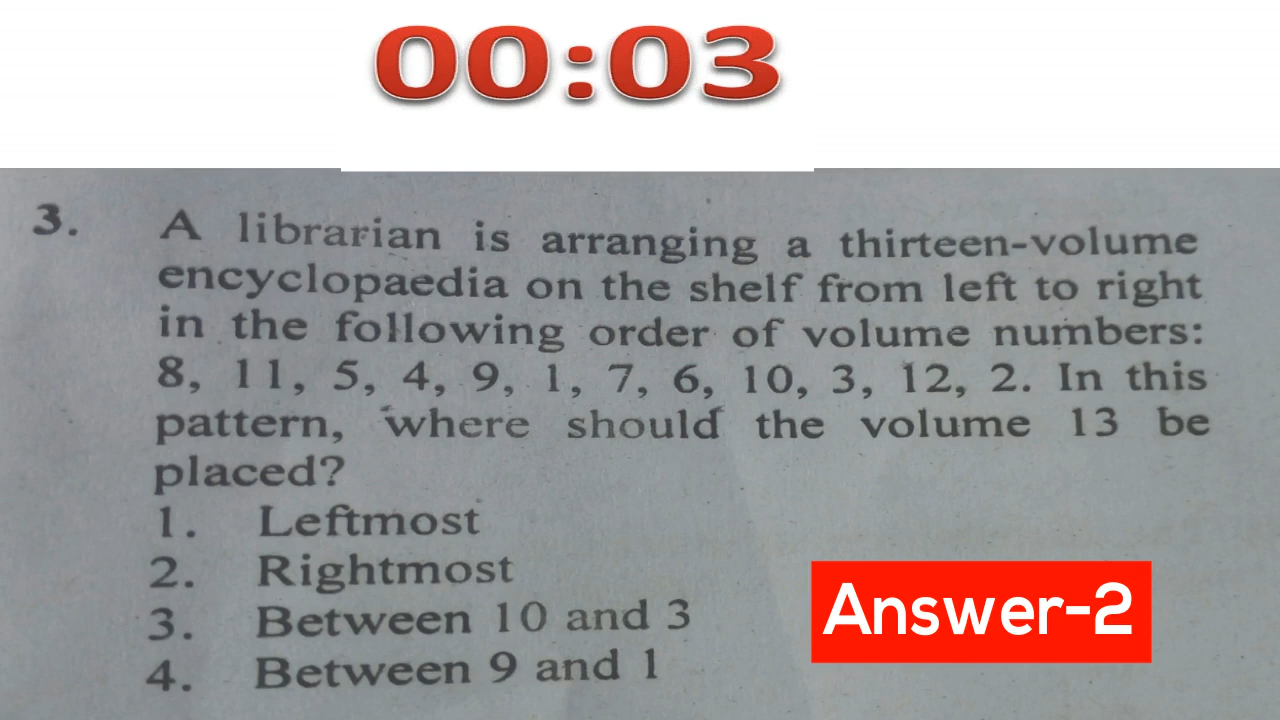 00:03
3. A librarian is arranging a thirteen-volume
encyclopaedia on the shelf from left to right
in the following order of volume numbers:
8, 11, 5, 4, 9, 1, 7, 6, 10, 3, 12, 2. In this
pattern, where should the volume 13 be
placed?
1. Leftmost
2. Rightmost
3. Between 10 and 3
4. Between 9 and 1
Answer-2